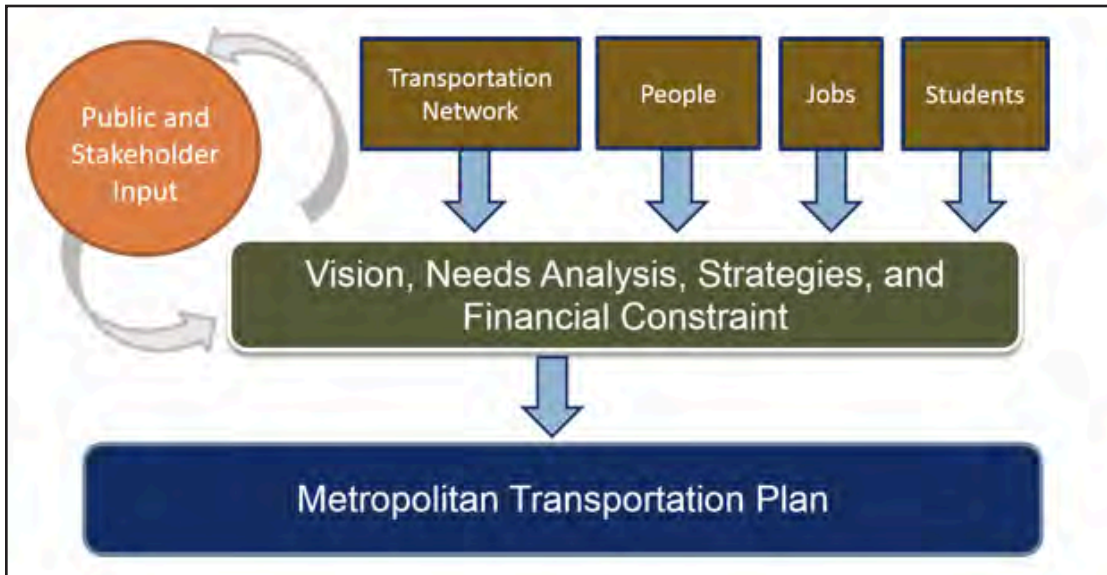 Public and
Stakeholder
Input
Transportation
Network
People
Jobs
Students
Vision, Needs Analysis, Strategies, and
Financial Constraint
Metropolitan Transportation Plan